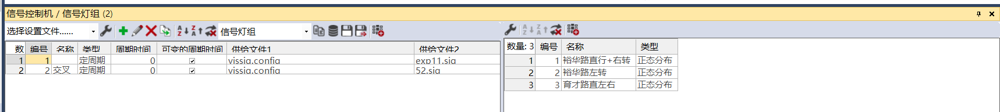 信号控制机 / 信号灯组 (2)
选择设置文件...... 信号灯组
数 编号 名称 类型 周期时间 可变的周期时间 供给文件1 供给文件2
1 1 定周期 0 vissig.config exp11.sig
2 2 交叉 定周期 0 vissig.config 52.sig
数量: 3 编号 名称 类型
1 1 裕华路直行+右转 正态分布
2 2 裕华路左转 正态分布
3 3 育才路直左右 正态分布